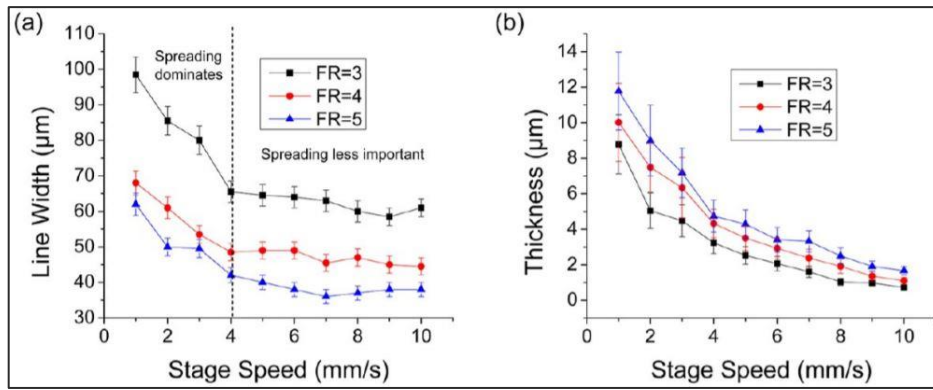 (a)
110
100
90
80
70
60
50
40
30
Line Width (µm)
Spreading
dominates
FR=3
FR=4
FR=5
Spreading less important
0 2 4 6 8 10
Stage Speed (mm/s)
(b)
14
12
10
8
6
4
2
0
Thickness (µm)
FR=3
FR=4
FR=5
0 2 4 6 8 10
Stage Speed (mm/s)